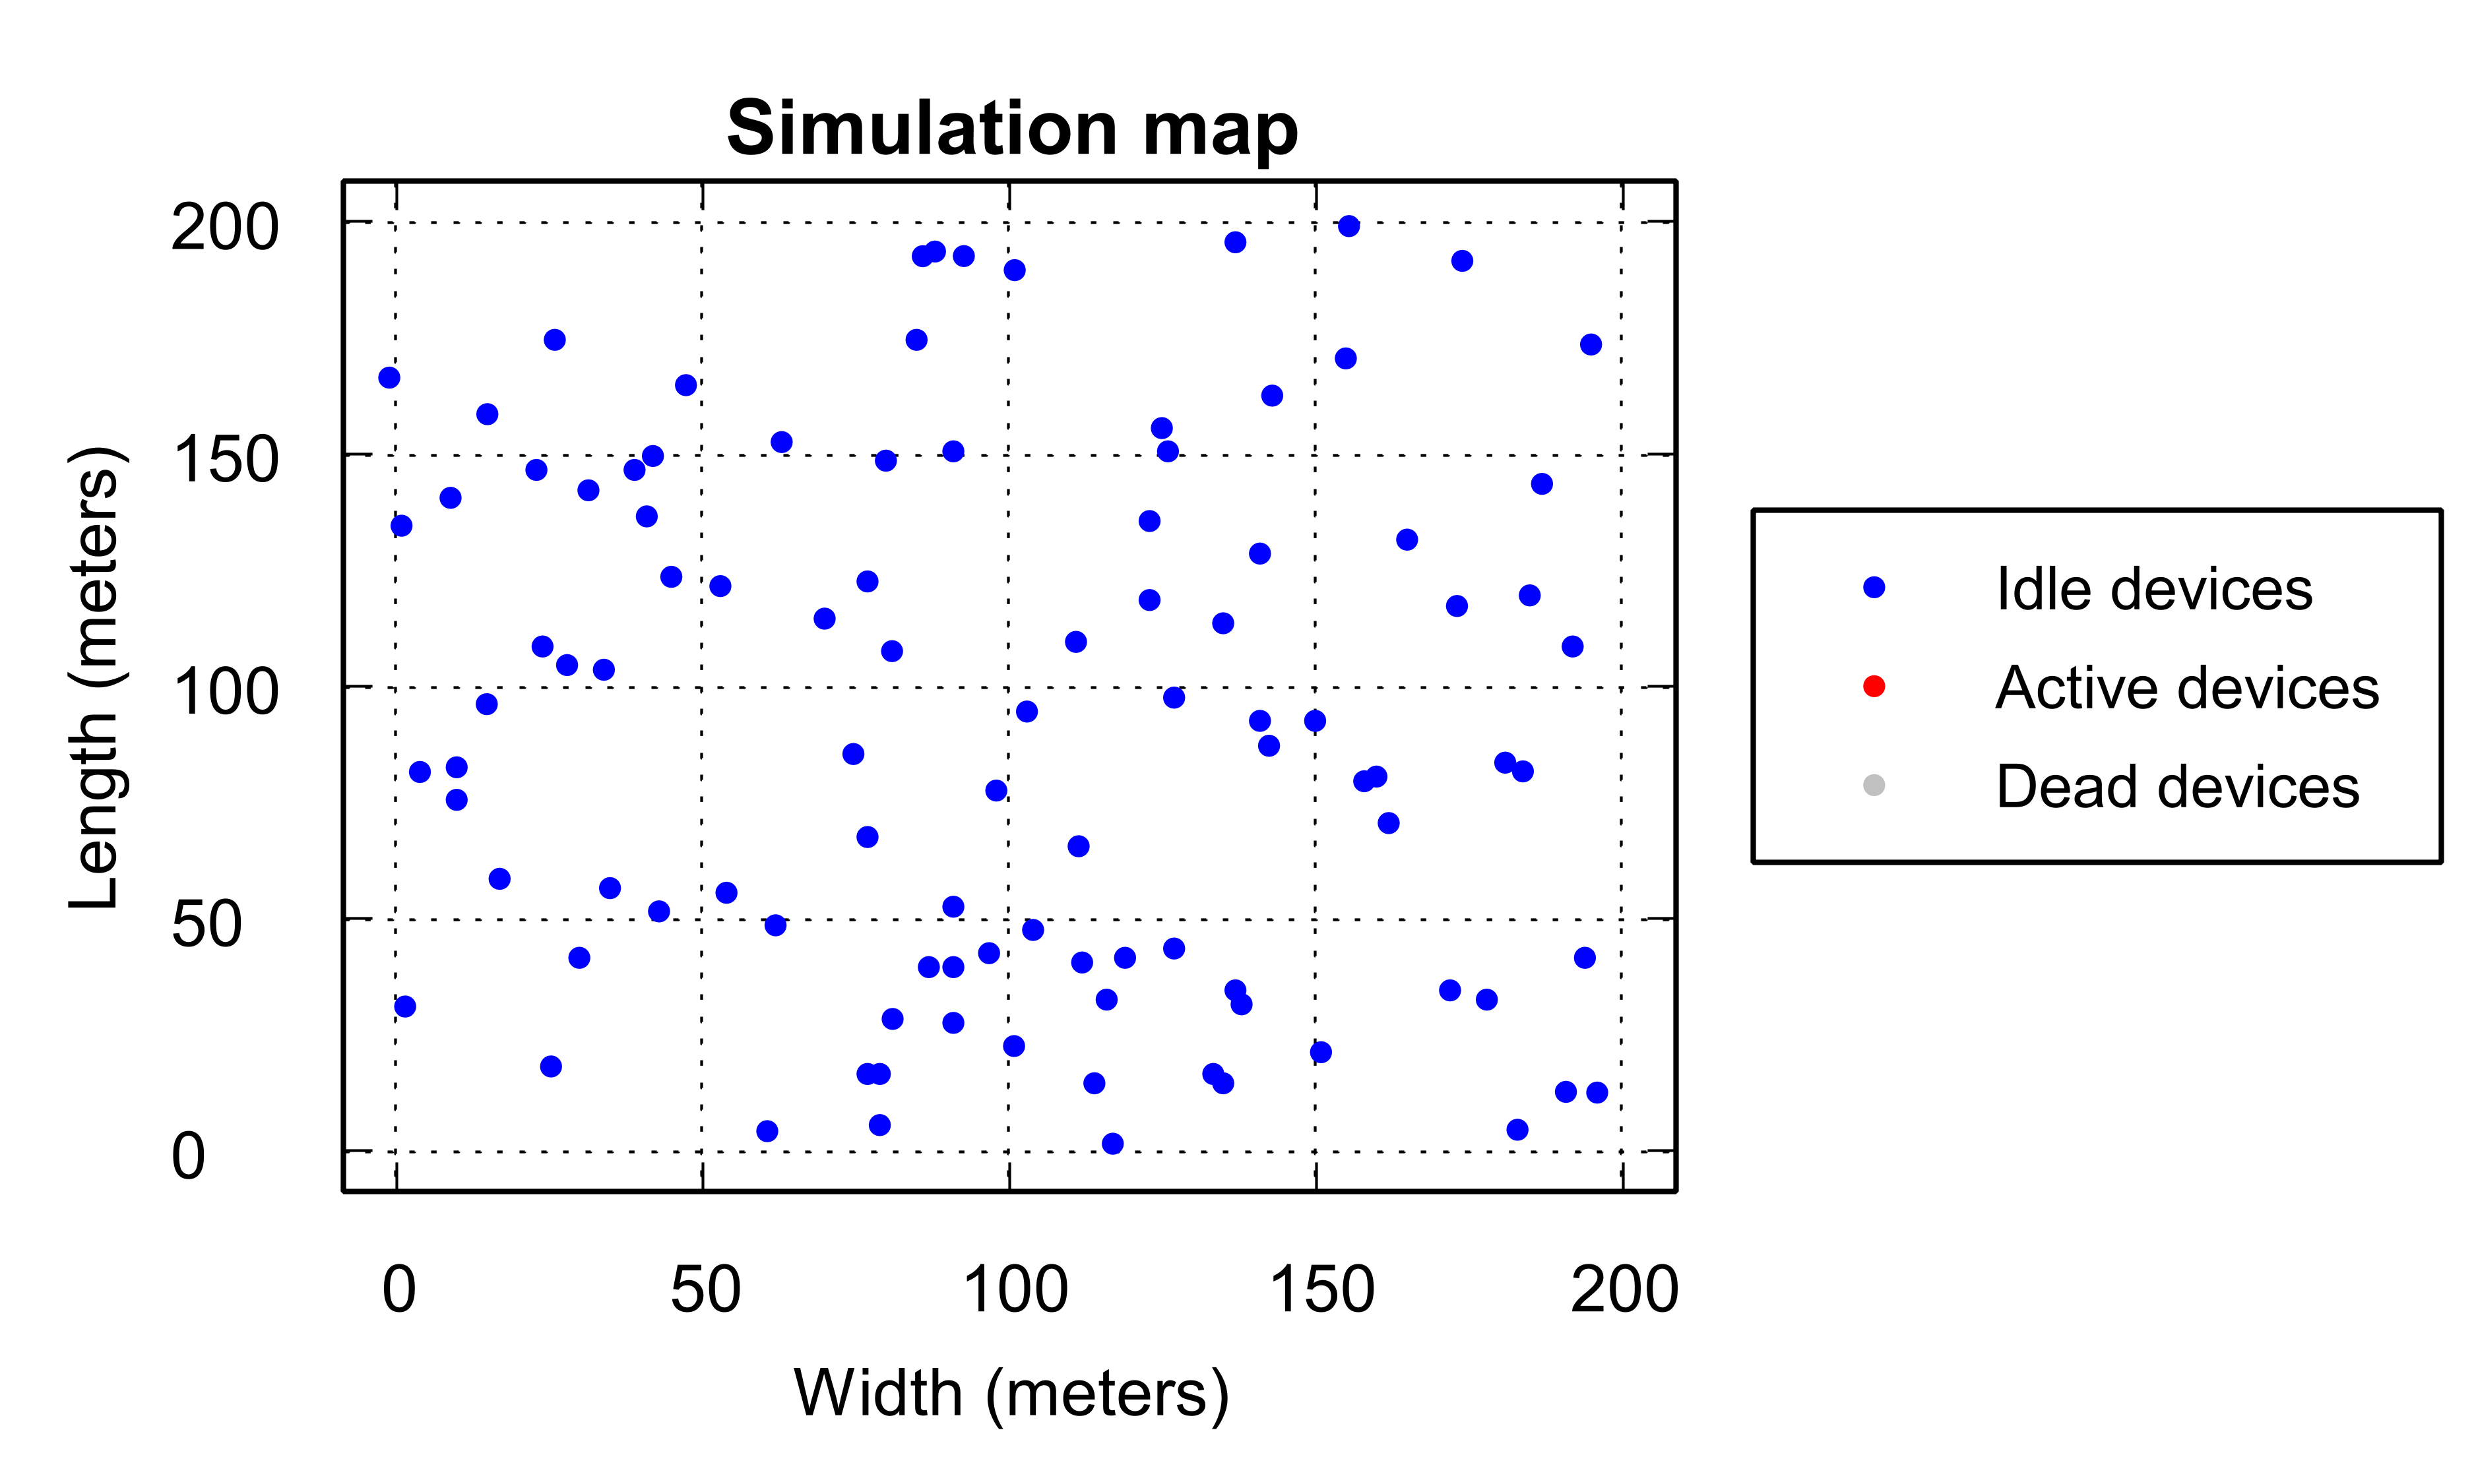 Simulation map
200
150
100
50
0
Length (meters)
0 50 100 150 200
Width (meters)
Idle devices
Active devices
Dead devices